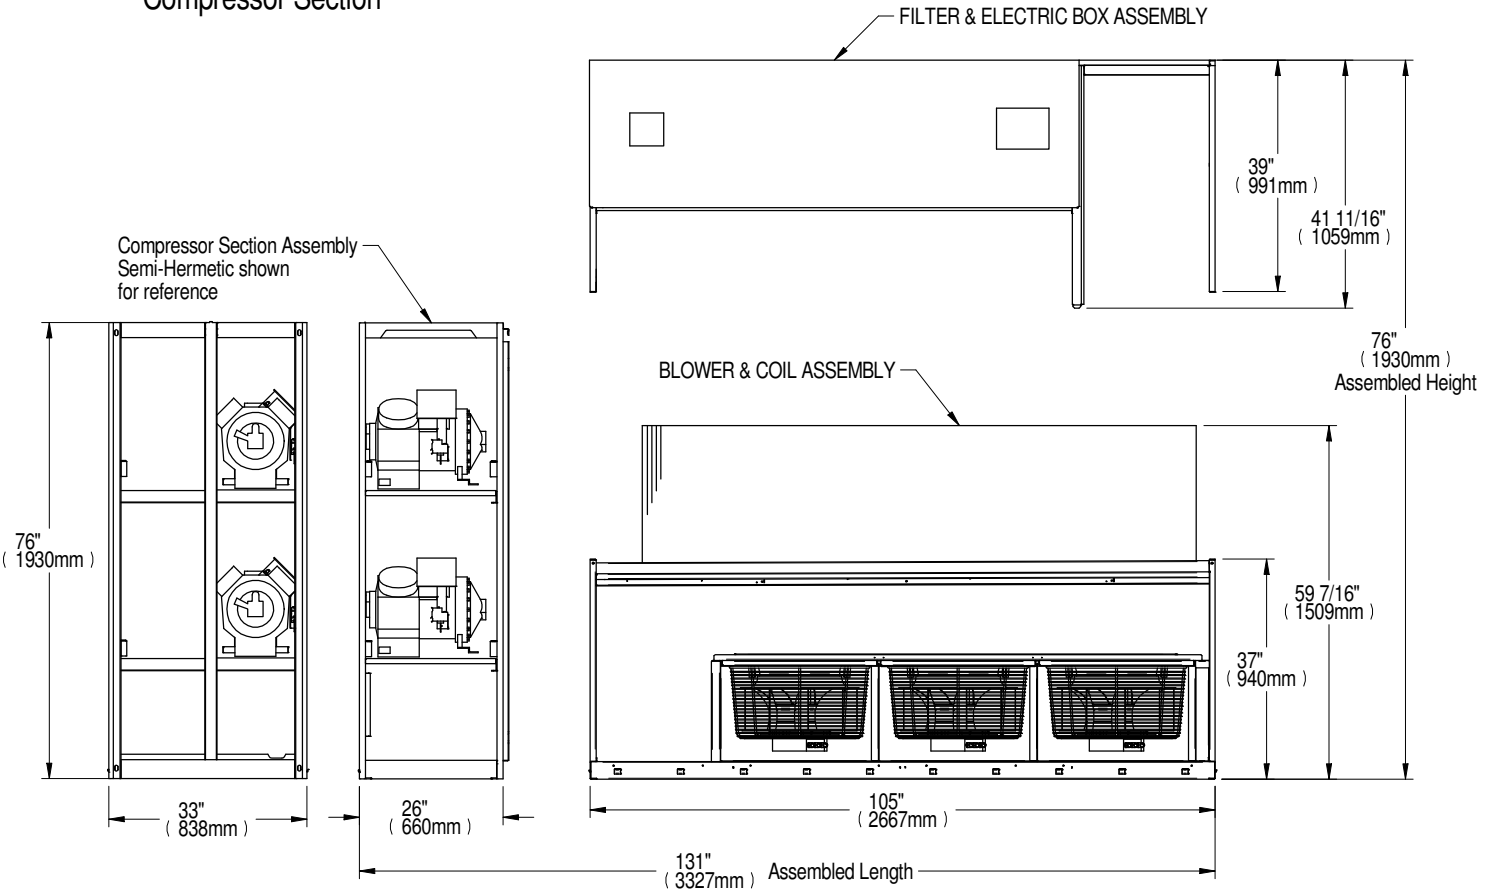 Compressor Section
FILTER & ELECTRIC BOX ASSEMBLY
39"
( 991mm )
41 11/16"
( 1059mm )
Compressor Section Assembly
Semi-Hermetic shown
for reference
76"
( 1930mm )
Assembled Height
BLOWER & COIL ASSEMBLY
76"
( 1930mm )
59 7/16"
( 1509mm )
37"
( 940mm )
33"
( 838mm )
26"
( 660mm )
105"
( 2667mm )
131"
( 3327mm ) Assembled Length